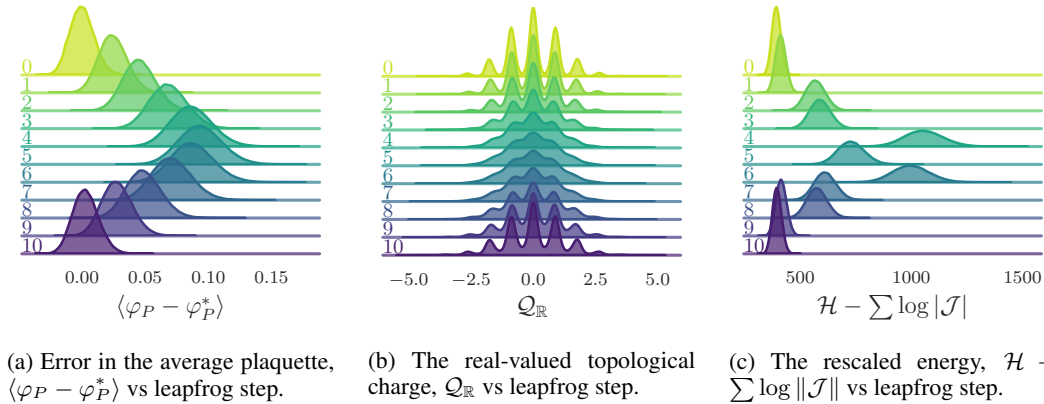 0
1
2
3
4
5
6
7
8
9
10
0.00 0.05 0.10 0.15
⟨φ_P − φ*_P⟩
0
1
2
3
4
5
6
7
8
9
10
−5.0 −2.5 0.0 2.5 5.0
𝒬_ℝ
0
1
2
3
4
5
6
7
8
9
10
500 1000 1500
ℋ − ∑ log |𝒥|
(a) Error in the average plaquette,
⟨φ_P − φ*_P⟩ vs leapfrog step.
(b) The real-valued topological
charge, 𝒬_ℝ vs leapfrog step.
(c) The rescaled energy, ℋ −
∑ log ‖𝒥‖ vs leapfrog step.